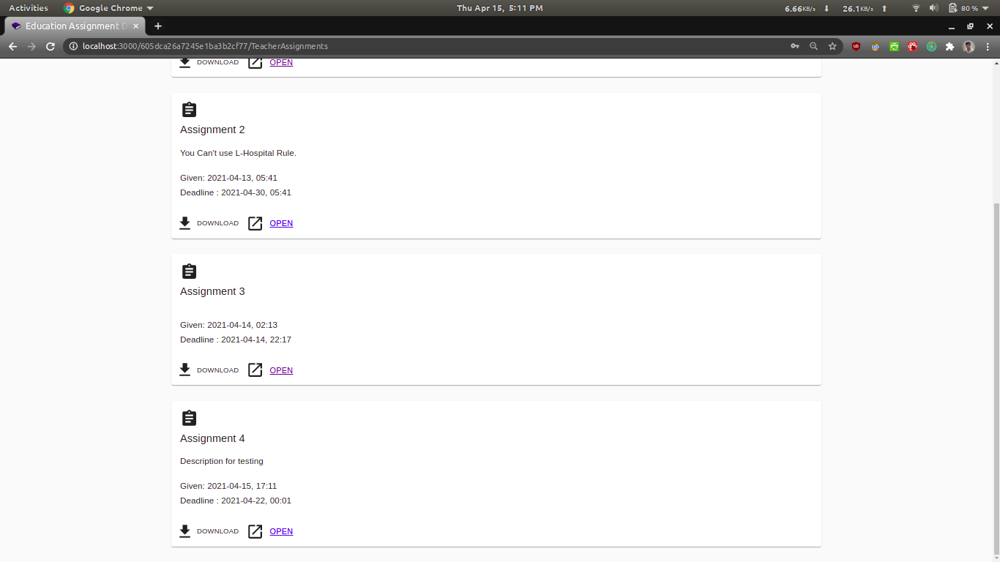 Activities Google Chrome Thu Apr 15, 5:11 PM 6.66KB/s 26.1KB/s 80 %
Education Assignment
localhost:3000/605dca26a7245e1ba3b2cf77/TeacherAssignments
DOWNLOAD OPEN
Assignment 2
You Can't use L-Hospital Rule.
Given: 2021-04-13, 05:41
Deadline : 2021-04-30, 05:41
DOWNLOAD OPEN
Assignment 3
Given: 2021-04-14, 02:13
Deadline : 2021-04-14, 22:17
DOWNLOAD OPEN
Assignment 4
Description for testing
Given: 2021-04-15, 17:11
Deadline : 2021-04-22, 00:01
DOWNLOAD OPEN